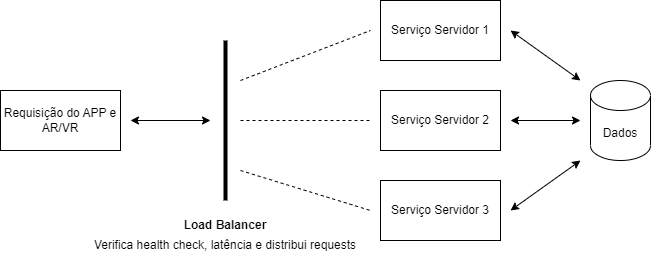 Requisição do APP e
AR/VR
Load Balancer
Verifica health check, latência e distribui requests
Serviço Servidor 1
Serviço Servidor 2
Serviço Servidor 3
Dados